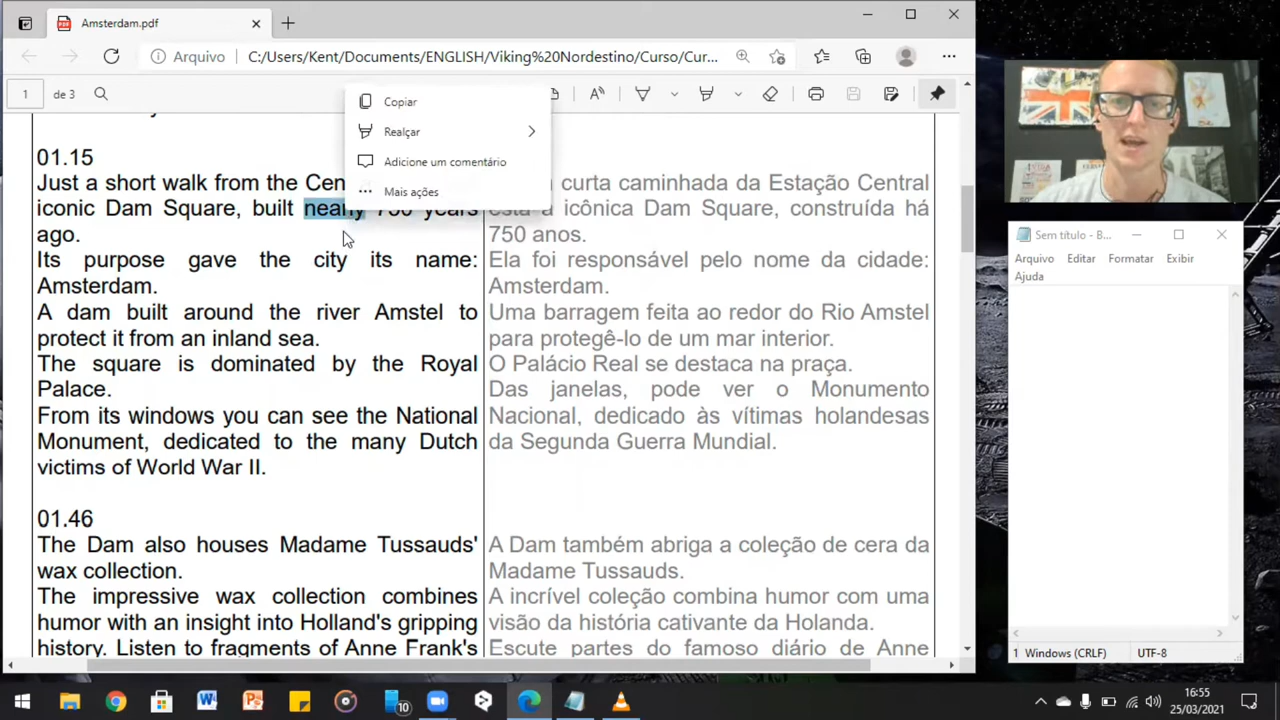 Amsterdam.pdf
Arquivo
C:/Users/Kent/Documents/ENGLISH/Viking%20Nordestino/Curso/Cur...
1
de 3
Copiar
Realçar
Adicione um comentário
Mais ações
01.15
Just a short walk from the Cen
iconic Dam Square, built nearly 750 years
ago.
Its purpose gave the city its name:
Amsterdam.
A dam built around the river Amstel to
protect it from an inland sea.
The square is dominated by the Royal
Palace.
From its windows you can see the National
Monument, dedicated to the many Dutch
victims of World War II.
01.46
The Dam also houses Madame Tussauds'
wax collection.
The impressive wax collection combines
humor with an insight into Holland's gripping
history. Listen to fragments of Anne Frank's
curta caminhada da Estação Central
está a icônica Dam Square, construída há
750 anos.
Ela foi responsável pelo nome da cidade:
Amsterdam.
Uma barragem feita ao redor do Rio Amstel
para protegê-lo de um mar interior.
O Palácio Real se destaca na praça.
Das janelas, pode ver o Monumento
Nacional, dedicado às vítimas holandesas
da Segunda Guerra Mundial.
A Dam também abriga a coleção de cera da
Madame Tussauds.
A incrível coleção combina humor com uma
visão da história cativante da Holanda.
Escute partes do famoso diário de Anne
Sem título - B...
Arquivo Editar Formatar Exibir
Ajuda
1 Windows (CRLF) UTF-8
10
16:55
25/03/2021